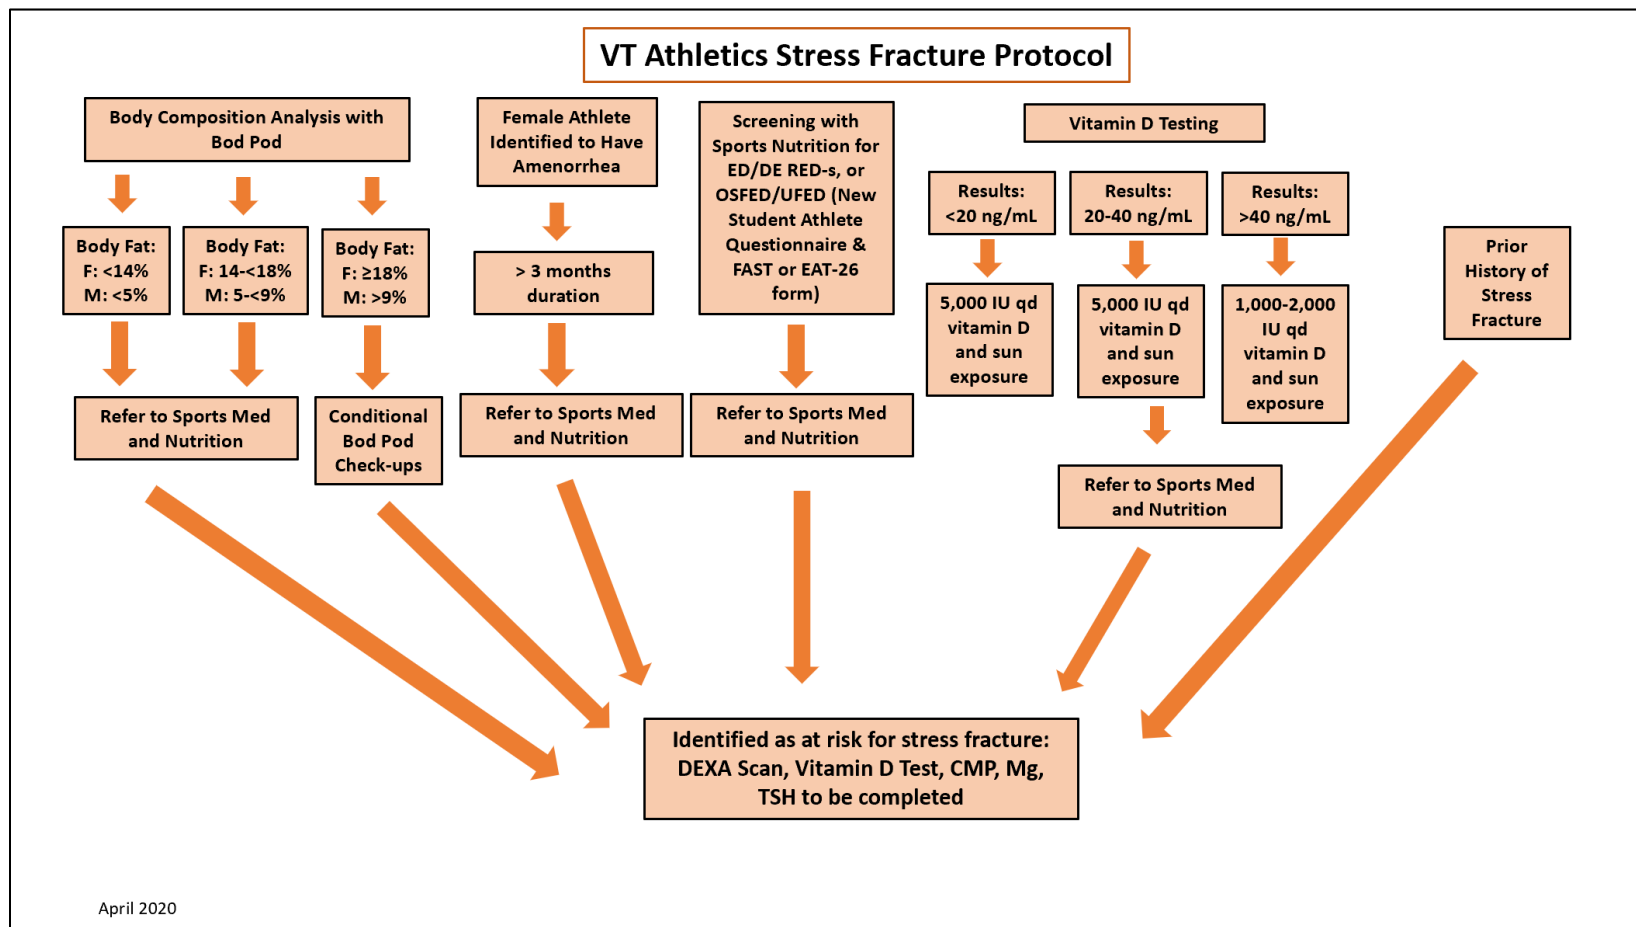 VT Athletics Stress Fracture Protocol
Body Composition Analysis with
Bod Pod
Body Fat:
F: <14%
M: <5%
Body Fat:
F: 14-<18%
M: 5-<9%
Body Fat:
F: ≥18%
M: >9%
Refer to Sports Med
and Nutrition
Conditional
Bod Pod
Check-ups
Female Athlete
Identified to Have
Amenorrhea
> 3 months
duration
Refer to Sports Med
and Nutrition
Screening with
Sports Nutrition for
ED/DE RED-s, or
OSFED/UFED (New
Student Athlete
Questionnaire &
FAST or EAT-26
form)
Refer to Sports Med
and Nutrition
Vitamin D Testing
Results:
<20 ng/mL
Results:
20-40 ng/mL
Results:
>40 ng/mL
5,000 IU qd
vitamin D
and sun
exposure
5,000 IU qd
vitamin D
and sun
exposure
1,000-2,000
IU qd
vitamin D
and sun
exposure
Refer to Sports Med
and Nutrition
Prior
History of
Stress
Fracture
Identified as at risk for stress fracture:
DEXA Scan, Vitamin D Test, CMP, Mg,
TSH to be completed
April 2020